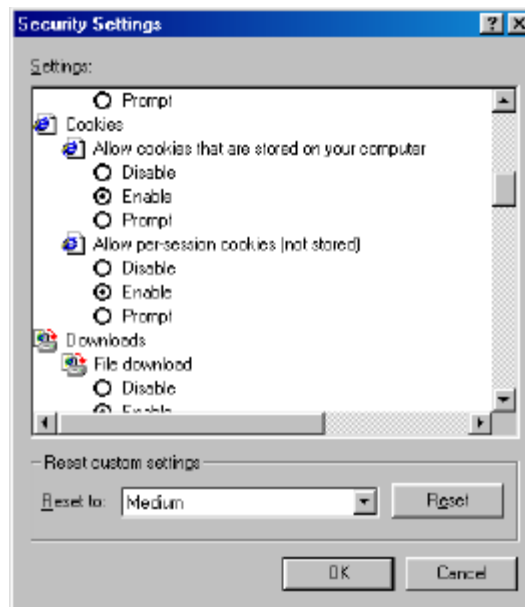 Security Settings
Settings:
Prompt
Cookies
Allow cookies that are stored on your computer
Disable
Enable
Prompt
Allow per-session cookies (not stored)
Disable
Enable
Prompt
Downloads
File download
Disable
Enable
Reset custom settings
Reset to: Medium Reset
OK Cancel